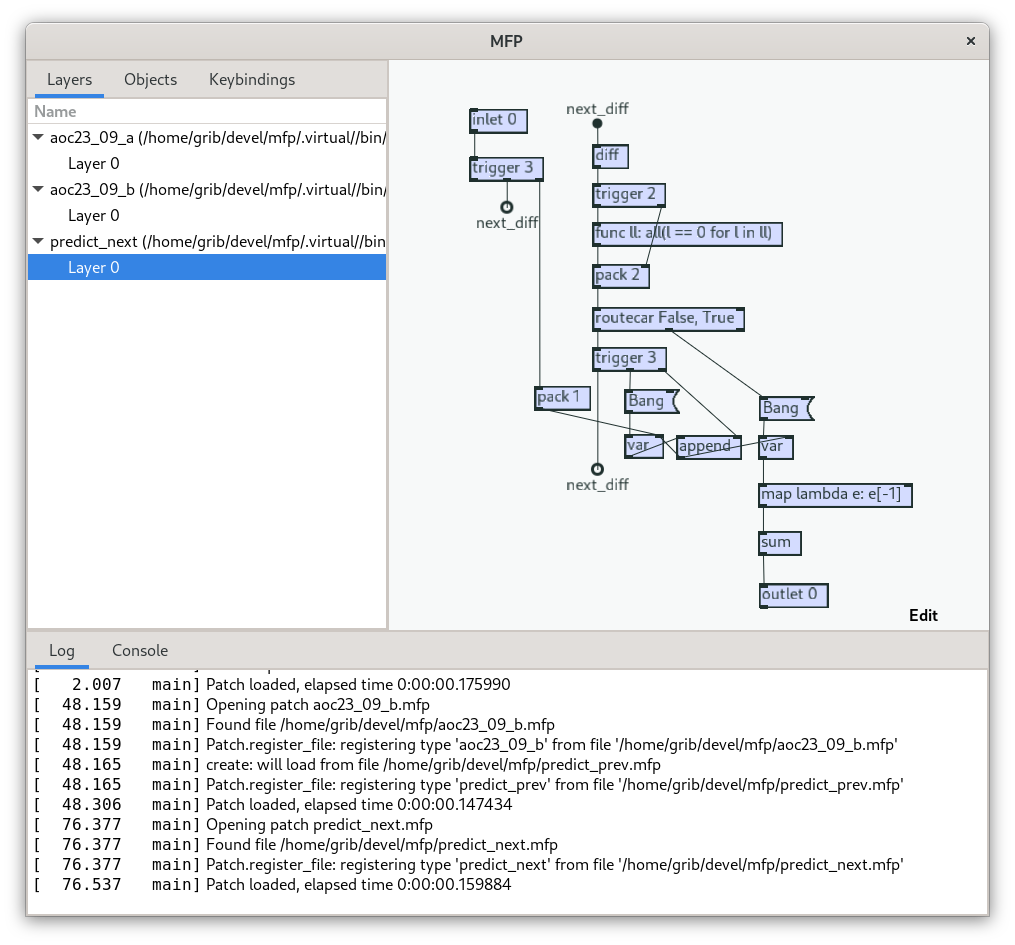 MFP
×
Layers Objects Keybindings
Name
aoc23_09_a (/home/grib/devel/mfp/.virtual//bin/
Layer 0
aoc23_09_b (/home/grib/devel/mfp/.virtual//bin/
Layer 0
predict_next (/home/grib/devel/mfp/.virtual//bin
Layer 0
next_diff
inlet 0
diff
trigger 3
trigger 2
next_diff
func ll: all(l == 0 for l in ll)
pack 2
routecar False, True
trigger 3
pack 1
Bang
Bang
var
append
var
next_diff
map lambda e: e[-1]
sum
outlet 0
Edit
Log Console
[ 2.007 main] Patch loaded, elapsed time 0:00:00.175990
[ 48.159 main] Opening patch aoc23_09_b.mfp
[ 48.159 main] Found file /home/grib/devel/mfp/aoc23_09_b.mfp
[ 48.159 main] Patch.register_file: registering type 'aoc23_09_b' from file '/home/grib/devel/mfp/aoc23_09_b.mfp'
[ 48.165 main] create: will load from file /home/grib/devel/mfp/predict_prev.mfp
[ 48.165 main] Patch.register_file: registering type 'predict_prev' from file '/home/grib/devel/mfp/predict_prev.mfp'
[ 48.306 main] Patch loaded, elapsed time 0:00:00.147434
[ 76.377 main] Opening patch predict_next.mfp
[ 76.377 main] Found file /home/grib/devel/mfp/predict_next.mfp
[ 76.377 main] Patch.register_file: registering type 'predict_next' from file '/home/grib/devel/mfp/predict_next.mfp'
[ 76.537 main] Patch loaded, elapsed time 0:00:00.159884